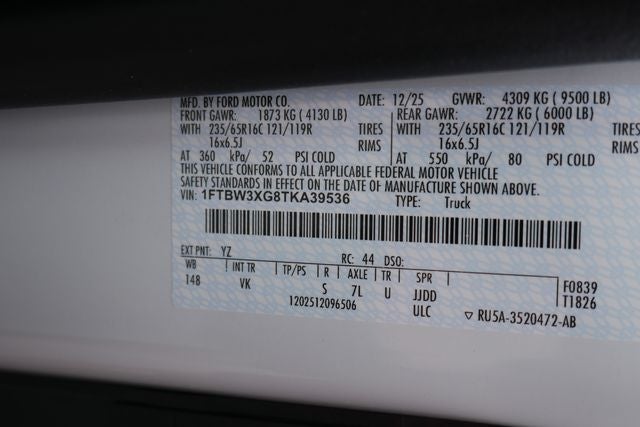 MFD. BY FORD MOTOR CO. DATE: 12/25 GVWR: 4309 KG ( 9500 LB)
FRONT GAWR: 1873 KG ( 4130 LB) REAR GAWR: 2722 KG ( 6000 LB)
WITH 235/65R16C 121/119R TIRES WITH 235/65R16C 121/119R TIRES
16x6.5J RIMS 16x6.5J RIMS
AT 360 kPa/ 52 PSI COLD AT 550 kPa/ 80 PSI COLD
THIS VEHICLE CONFORMS TO ALL APPLICABLE FEDERAL MOTOR VEHICLE
SAFETY STANDARDS IN EFFECT ON THE DATE OF MANUFACTURE SHOWN ABOVE.
VIN: 1FTBW3XG8TKA39536 TYPE: Truck
EXT PNT: YZ RC: 44 DSO:
WB INT TR TP/PS R AXLE TR SPR F0839
148 VK S 7L U JJDD T1826
1202512096506 ULC ▽ RU5A-3520472-AB